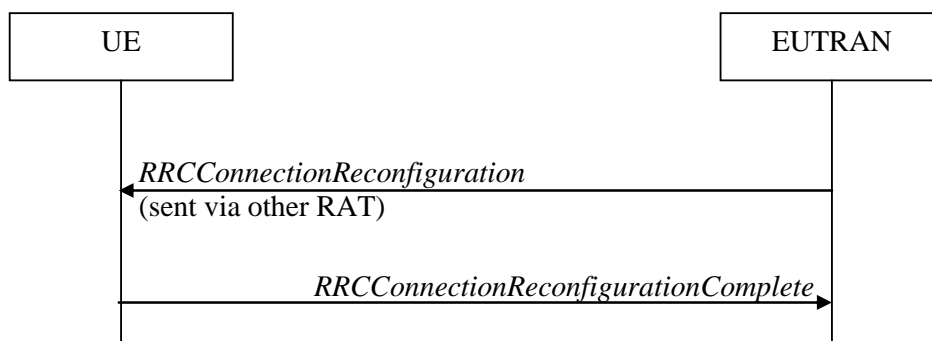 UE
EUTRAN
RRCConnectionReconfiguration
(sent via other RAT)
RRCConnectionReconfigurationComplete